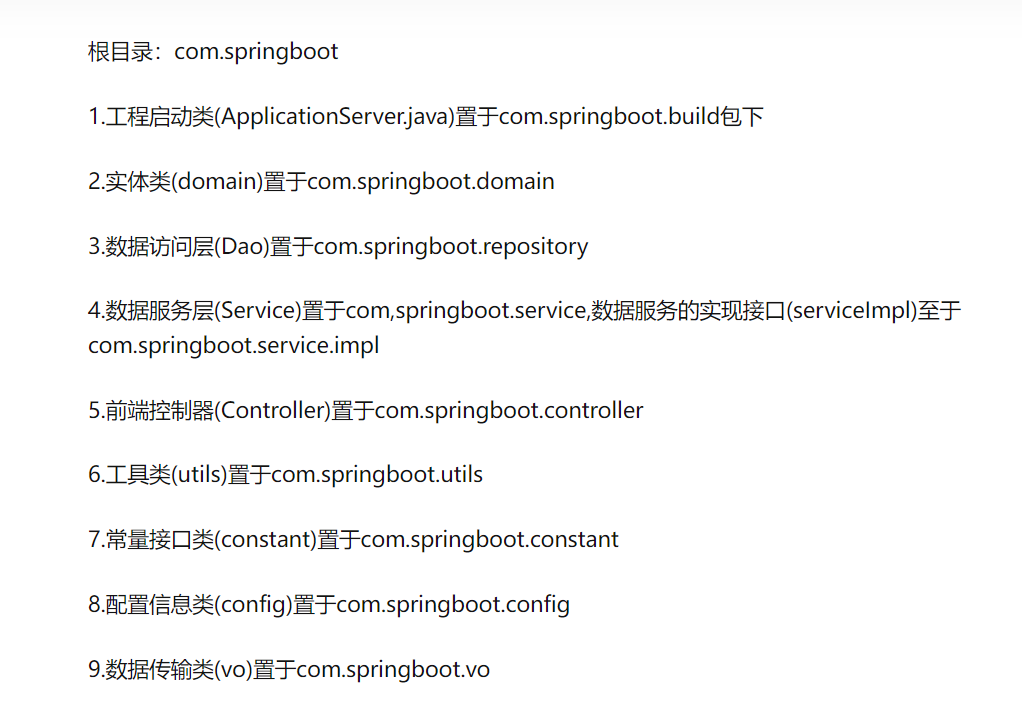 根目录：com.springboot
1.工程启动类(ApplicationServer.java)置于com.springboot.build包下
2.实体类(domain)置于com.springboot.domain
3.数据访问层(Dao)置于com.springboot.repository
4.数据服务层(Service)置于com,springboot.service,数据服务的实现接口(serviceImpl)至于
com.springboot.service.impl
5.前端控制器(Controller)置于com.springboot.controller
6.工具类(utils)置于com.springboot.utils
7.常量接口类(constant)置于com.springboot.constant
8.配置信息类(config)置于com.springboot.config
9.数据传输类(vo)置于com.springboot.vo